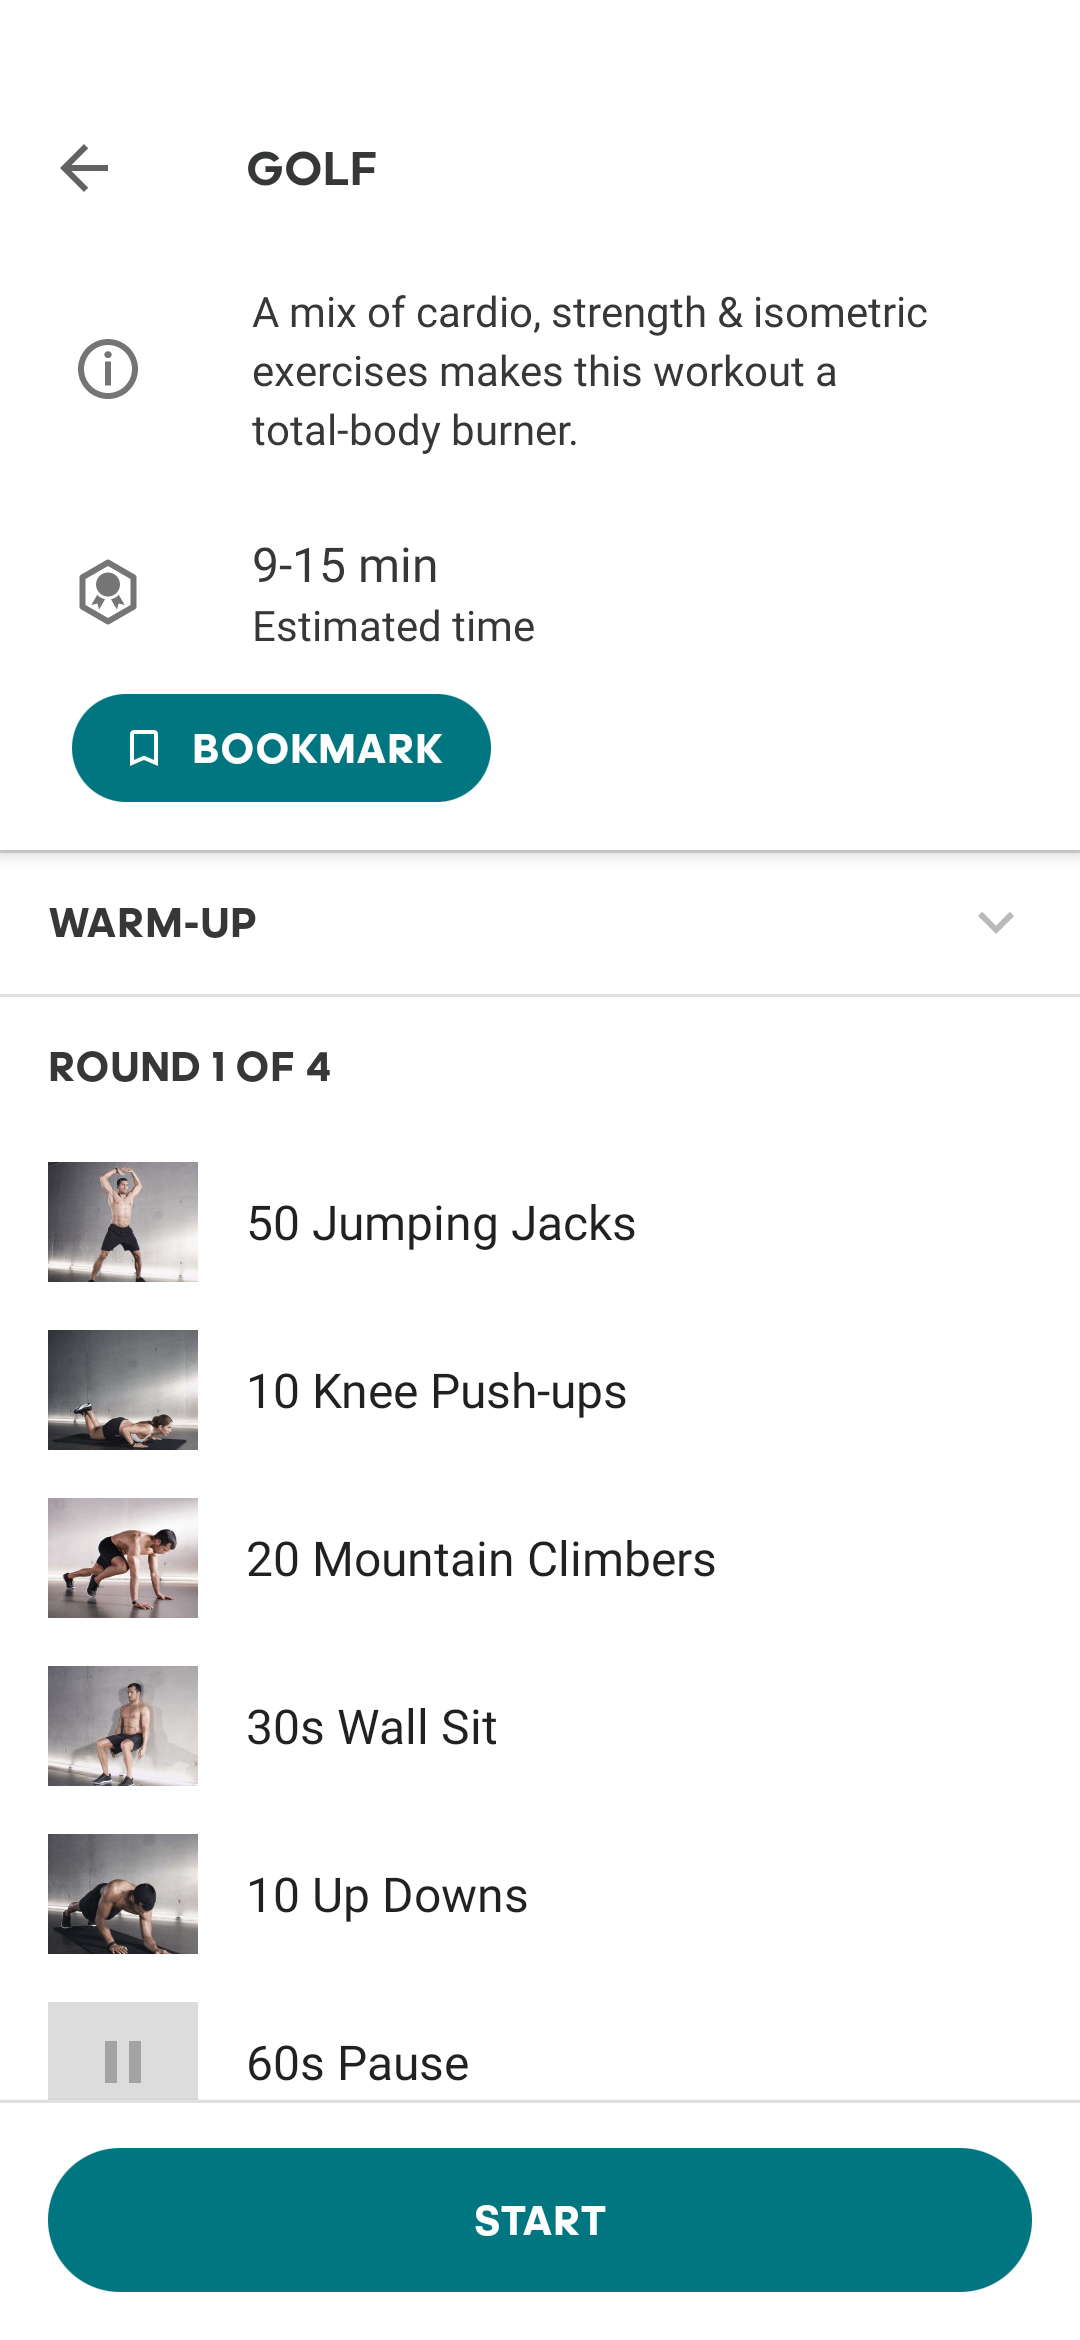 GOLF
A mix of cardio, strength & isometric
exercises makes this workout a
total-body burner.
9-15 min
Estimated time
BOOKMARK
WARM-UP
ROUND 1 OF 4
50 Jumping Jacks
10 Knee Push-ups
20 Mountain Climbers
30s Wall Sit
10 Up Downs
60s Pause
START